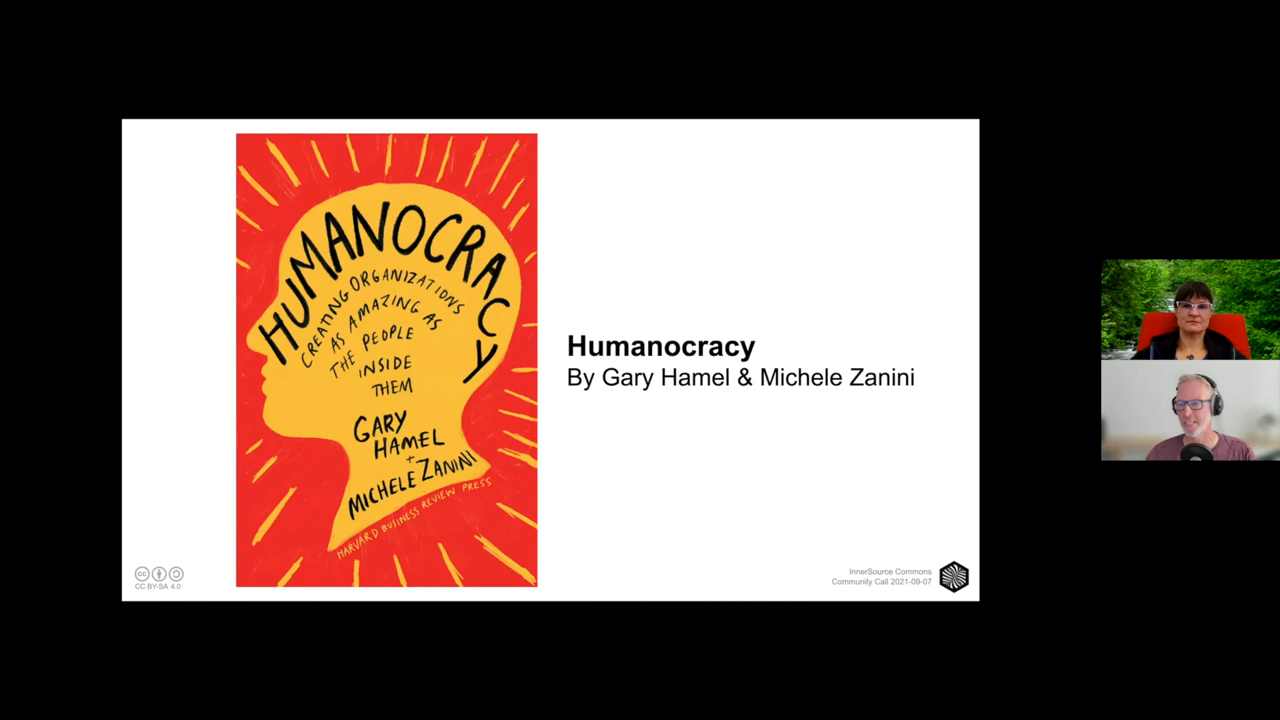 HUMANOCRACY
CREATING ORGANIZATIONS
AS AMAZING AS
THE PEOPLE
INSIDE
THEM
GARY
HAMEL
+
MICHELE ZANINI
HARVARD BUSINESS REVIEW PRESS
Humanocracy
By Gary Hamel & Michele Zanini
CC BY-SA 4.0
InnerSource Commons
Community Call 2021-09-07